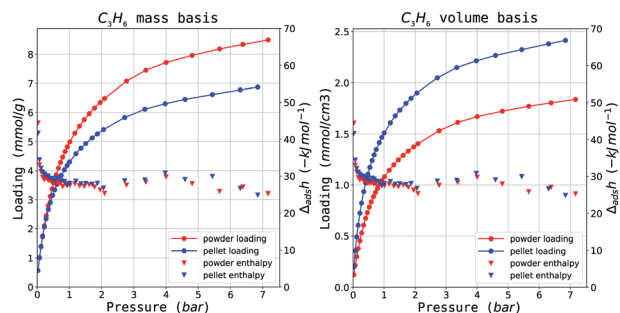 C₃H₆ mass basis
Loading (mmol/g)
0
1
2
3
4
5
6
7
8
0
1
2
3
4
5
6
7
Pressure (bar)
0
10
20
30
40
50
60
70
Δadsh (−kJmol⁻¹)
powder loading
pellet loading
powder enthalpy
pellet enthalpy
C₃H₆ volume basis
Loading (mmol/cm3)
0.0
0.5
1.0
1.5
2.0
2.5
0
1
2
3
4
5
6
7
Pressure (bar)
0
10
20
30
40
50
60
70
Δadsh (−kJmol⁻¹)
powder loading
pellet loading
powder enthalpy
pellet enthalpy